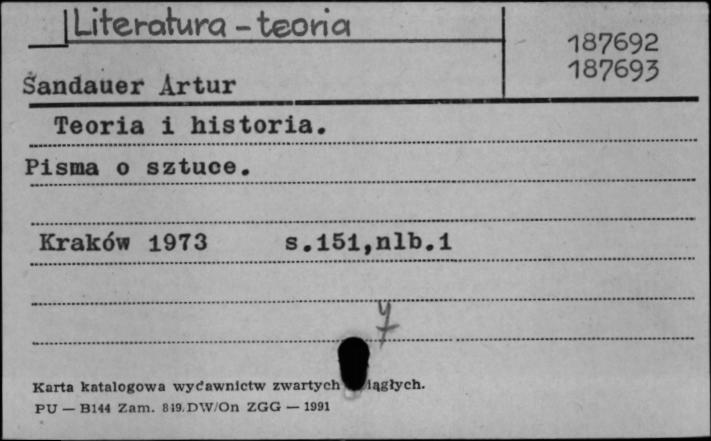 Literatura - teoria
187692
187693
Sandauer Artur
Teoria i historia.
Pisma o sztuce.
Kraków 1973 s.151,nlb.1
Karta katalogowa wydawnictw zwartych iągłych.
PU — B144 Zam. 819.DW/On ZGG — 1991